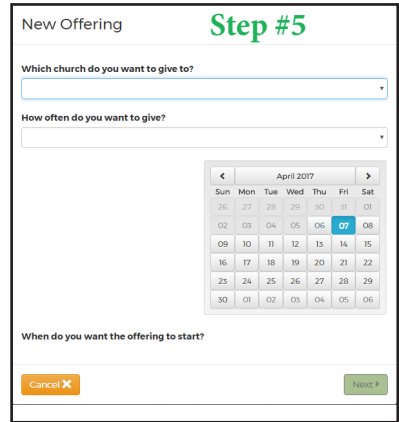 New Offering
Step #5
Which church do you want to give to?
How often do you want to give?
April 2017
Sun Mon Tue Wed Thu Fri Sat
26 27 28 29 30 31 01
02 03 04 05 06 07 08
09 10 11 12 13 14 15
16 17 18 19 20 21 22
23 24 25 26 27 28 29
30 01 02 03 04 05 06
When do you want the offering to start?
Cancel
Next